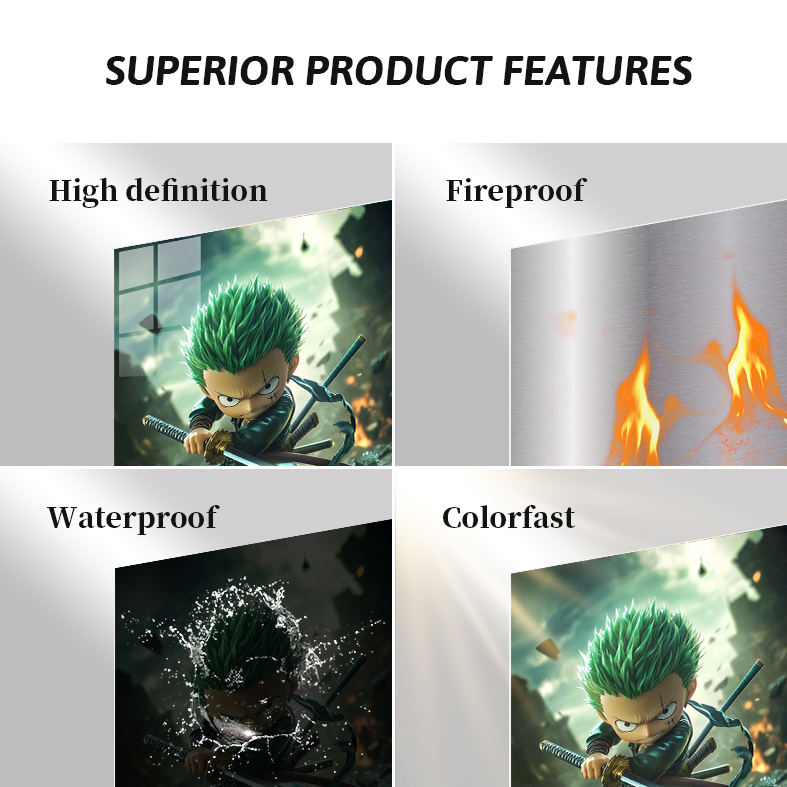 SUPERIOR PRODUCT FEATURES
High definition
Fireproof
Waterproof
Colorfast